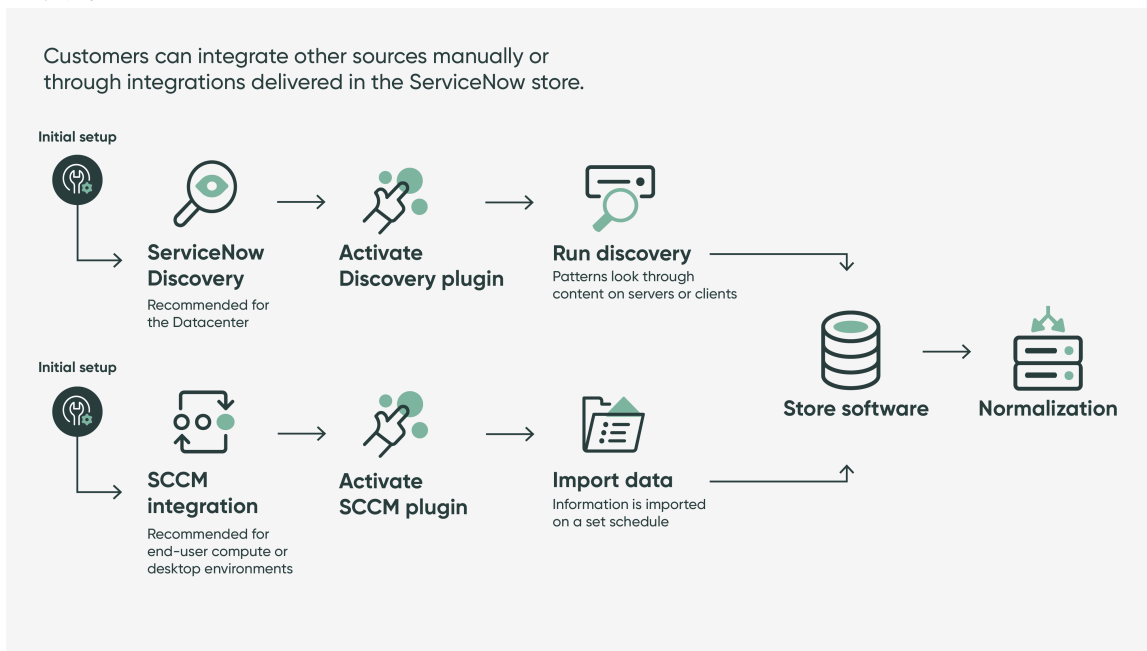 Customers can integrate other sources manually or
through integrations delivered in the ServiceNow store.
Initial setup
ServiceNow
Discovery
Recommended for
the Datacenter
Activate
Discovery plugin
Run discovery
Patterns look through
content on servers or clients
Initial setup
SCCM
integration
Recommended for
end-user compute or
desktop environments
Activate
SCCM plugin
Import data
Information is imported
on a set schedule
Store software
Normalization